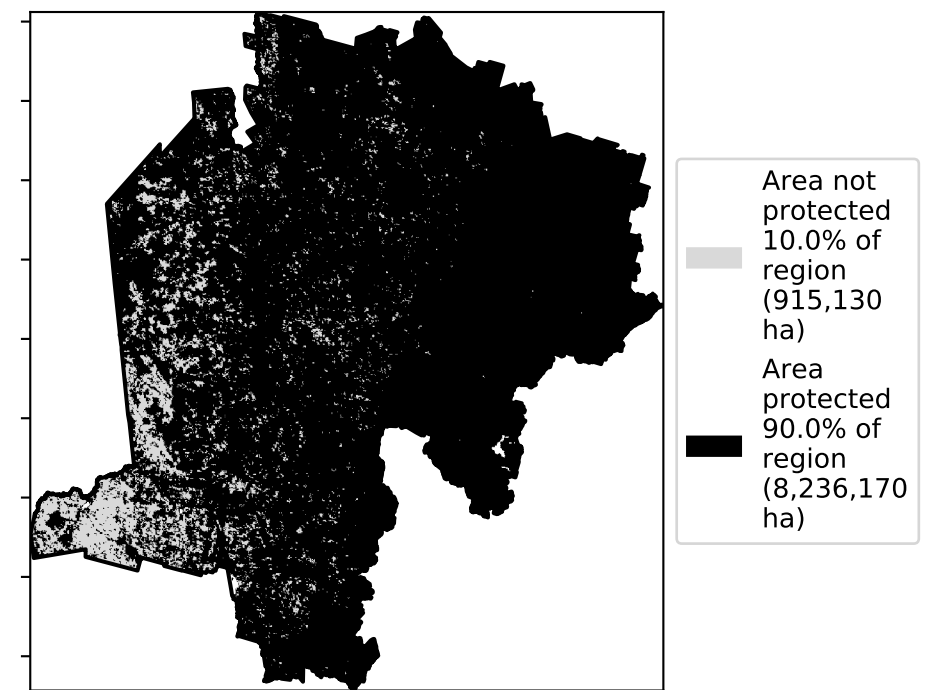 Area not
protected
10.0% of
region
(915,130
ha)
Area
protected
90.0% of
region
(8,236,170
ha)